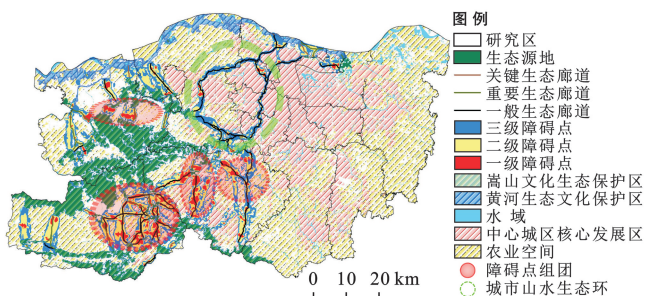 图例
研究区
生态源地
关键生态廊道
重要生态廊道
一般生态廊道
三级障碍点
二级障碍点
一级障碍点
嵩山文化生态保护区
黄河生态文化保护区
水域
中心城区核心发展区
农业空间
障碍点组团
城市山水生态环
0 10 20 km